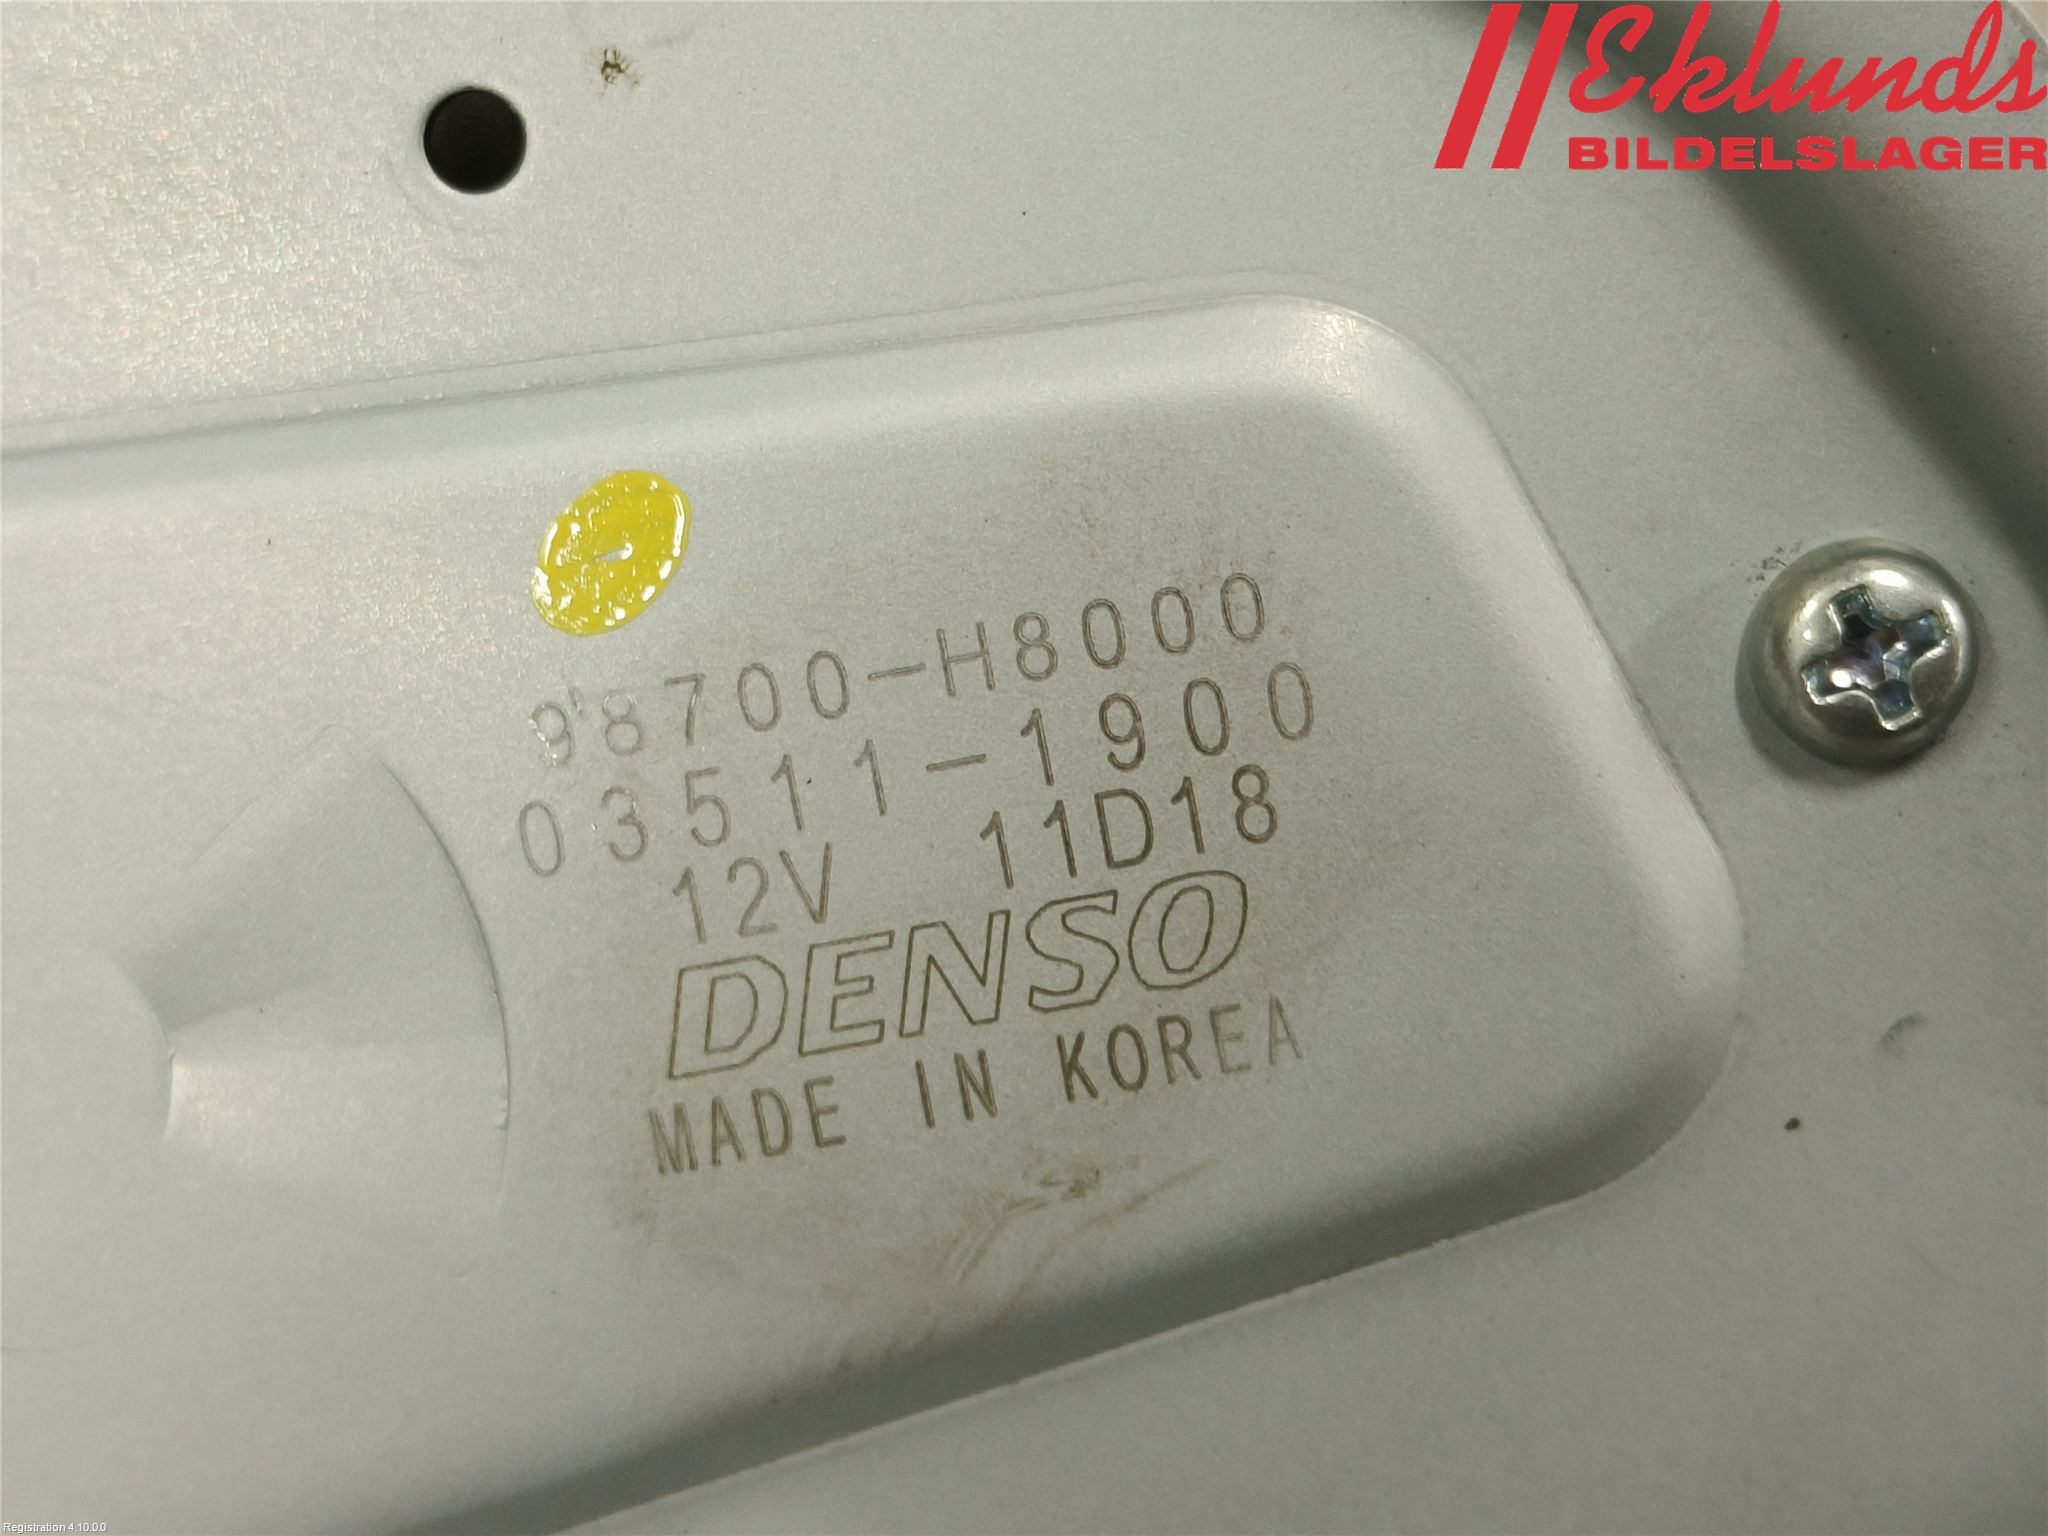 Eklunds
BILDELSLAGER
98700-H8000
03511-1900
12V 11D18
DENSO
MADE IN KOREA
Registration 4.10.0.0